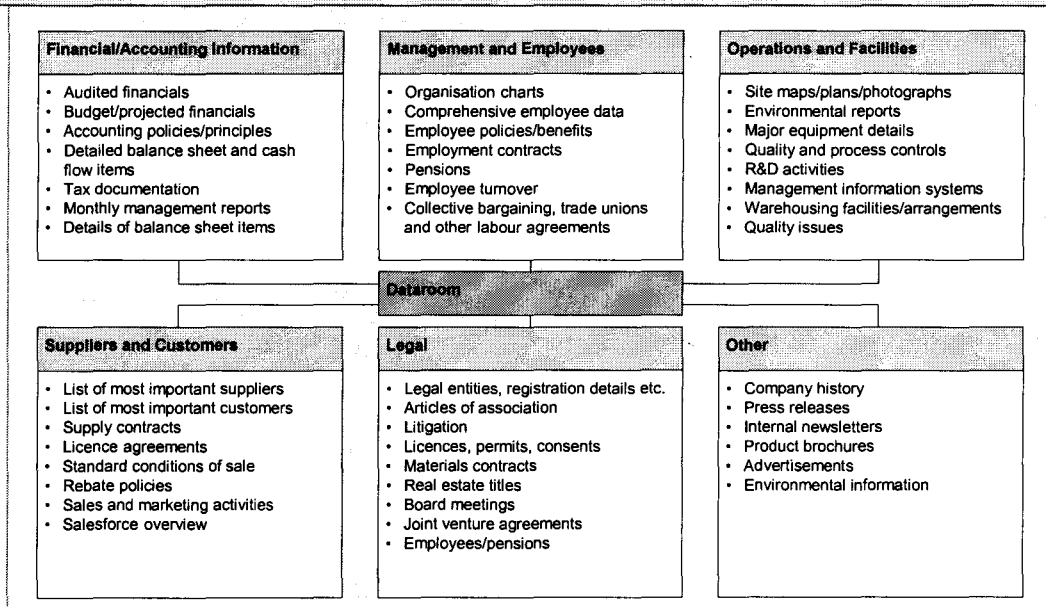 Financial/Accounting Information
• Audited financials
• Budget/projected financials
• Accounting policies/principles
• Detailed balance sheet and cash
flow items
• Tax documentation
• Monthly management reports
• Details of balance sheet items
Management and Employees
• Organisation charts
• Comprehensive employee data
• Employee policies/benefits
• Employment contracts
• Pensions
• Employee turnover
• Collective bargaining, trade unions
and other labour agreements
Operations and Facilities
• Site maps/plans/photographs
• Environmental reports
• Major equipment details
• Quality and process controls
• R&D activities
• Management information systems
• Warehousing facilities/arrangements
• Quality issues
Dataroom
Suppliers and Customers
• List of most important suppliers
• List of most important customers
• Supply contracts
• Licence agreements
• Standard conditions of sale
• Rebate policies
• Sales and marketing activities
• Salesforce overview
Legal
• Legal entities, registration details etc.
• Articles of association
• Litigation
• Licences, permits, consents
• Materials contracts
• Real estate titles
• Board meetings
• Joint venture agreements
• Employees/pensions
Other
• Company history
• Press releases
• Internal newsletters
• Product brochures
• Advertisements
• Environmental information